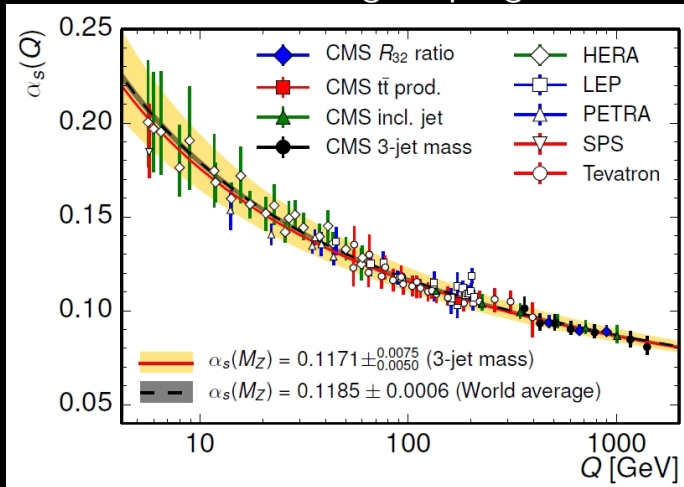 0.25
0.20
0.15
0.10
0.05
αs(Q)
CMS R32 ratio
CMS tt̄ prod.
CMS incl. jet
CMS 3-jet mass
HERA
LEP
PETRA
SPS
Tevatron
αs(MZ) = 0.1171 ± 0.0075 0.0050 (3-jet mass)
αs(MZ) = 0.1185 ± 0.0006 (World average)
10
100
1000
Q [GeV]